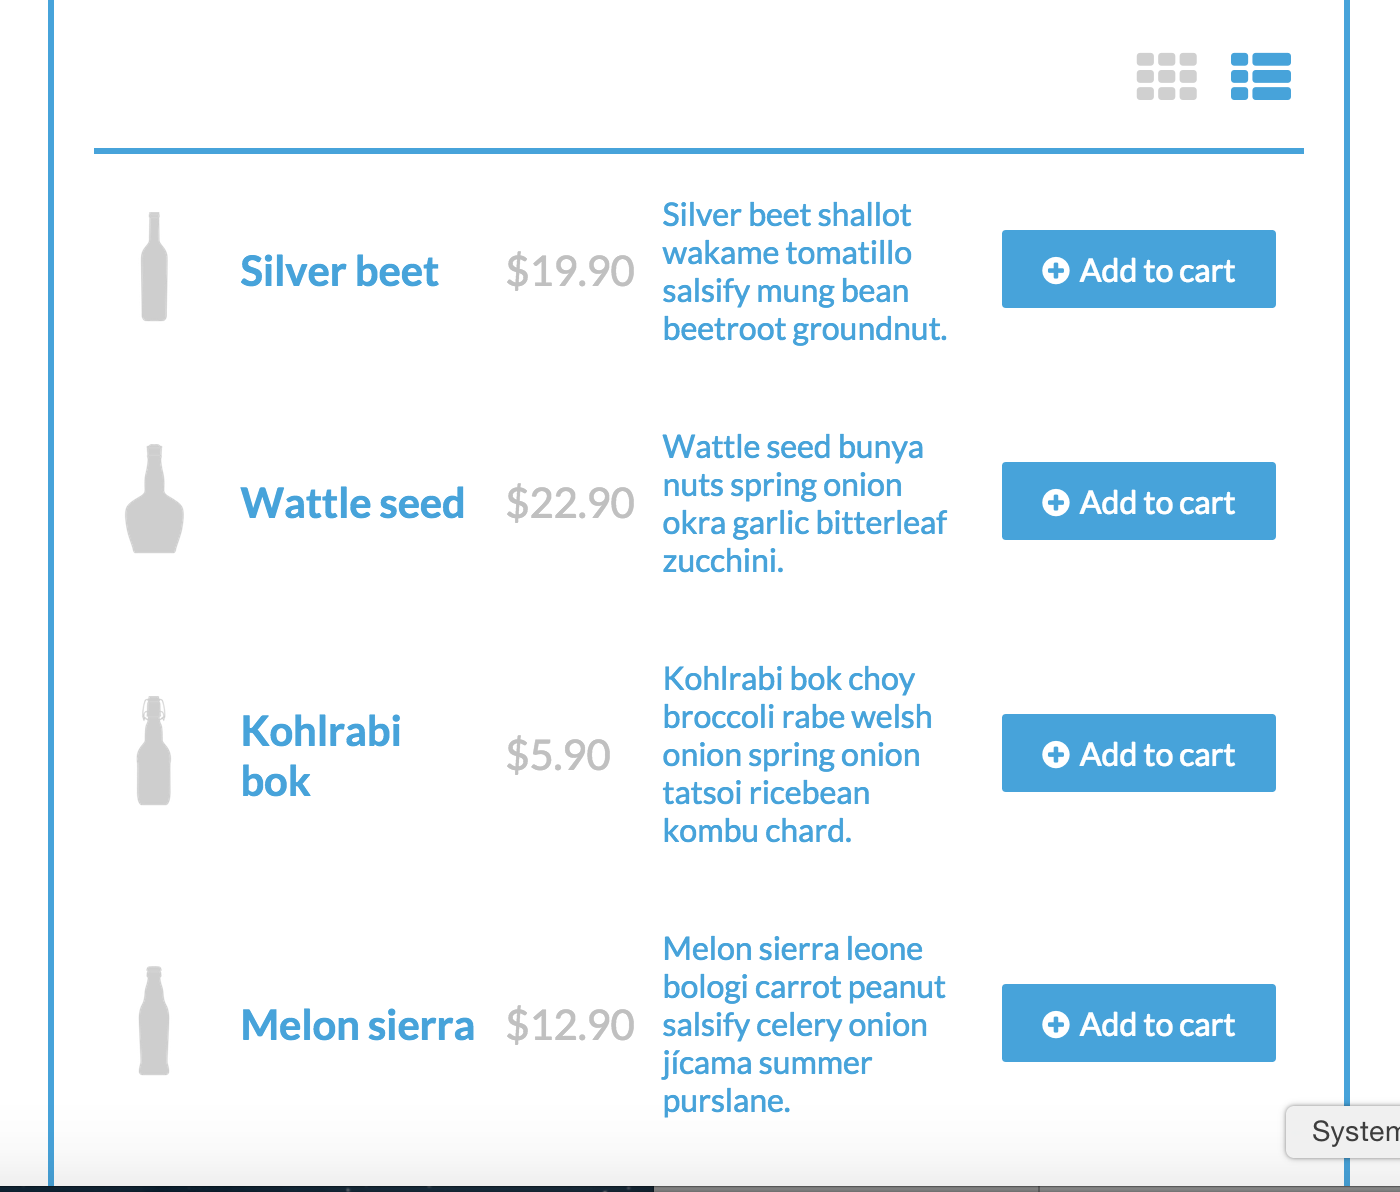 Silver beet
$19.90
Silver beet shallot
wakame tomatillo
salsify mung bean
beetroot groundnut.
Add to cart
Wattle seed
$22.90
Wattle seed bunya
nuts spring onion
okra garlic bitterleaf
zucchini.
Add to cart
Kohlrabi
bok
$5.90
Kohlrabi bok choy
broccoli rabe welsh
onion spring onion
tatsoi ricebean
kombu chard.
Add to cart
Melon sierra
$12.90
Melon sierra leone
bologi carrot peanut
salsify celery onion
jícama summer
purslane.
Add to cart
System